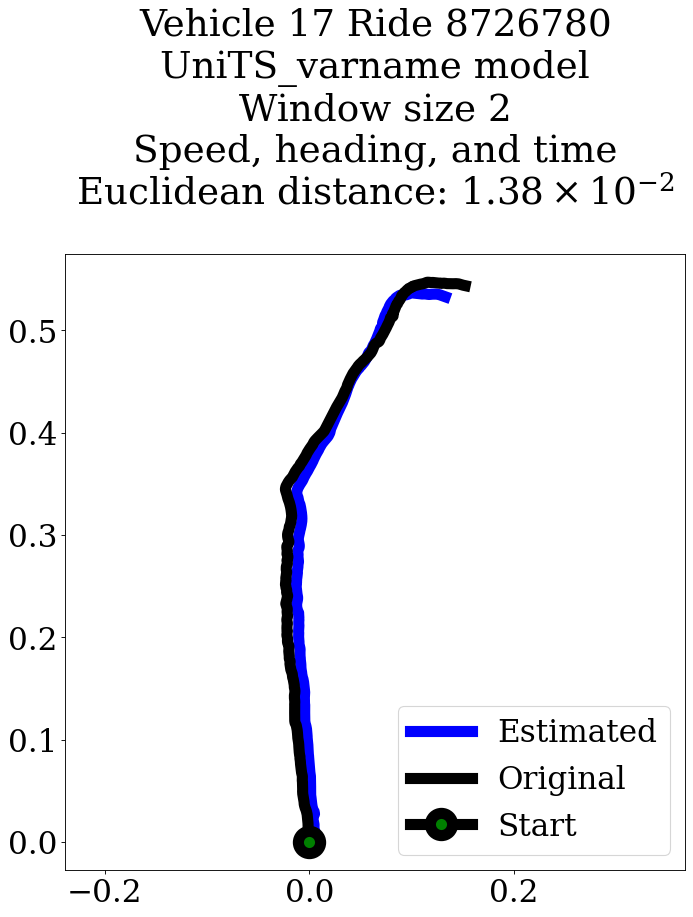 Vehicle 17 Ride 8726780
UniTS_varname model
Window size 2
Speed, heading, and time
Euclidean distance: 1.38 × 10⁻²
0.5
0.4
0.3
0.2
0.1
0.0
−0.2 0.0 0.2
Estimated
Original
Start